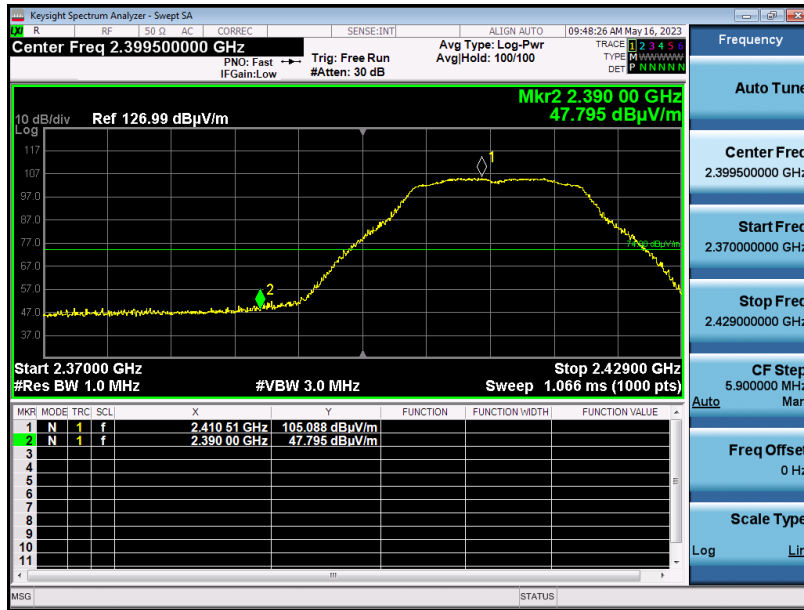 Keysight Spectrum Analyzer - Swept SA
LXI R RF 50 Ω AC CORREC SENSE:INT ALIGN AUTO 09:48:26 AM May 16, 2023
Center Freq 2.399500000 GHz
PNO: Fast
IFGain:Low
Trig: Free Run
#Atten: 30 dB
Avg Type: Log-Pwr
Avg|Hold: 100/100
TRACE 1 2 3 4 5 6
TYPE M WWWWW
DET P N N N N N
Mkr2 2.390 00 GHz
47.795 dBµV/m
10 dB/div Ref 126.99 dBµV/m
Log
117
107
97.0
87.0
77.0
67.0
57.0
47.0
37.0
1
2
Start 2.37000 GHz Stop 2.42900 GHz
#Res BW 1.0 MHz #VBW 3.0 MHz Sweep 1.066 ms (1000 pts)
MKR MODE TRC SCL X Y FUNCTION FUNCTION WIDTH FUNCTION VALUE
1 N 1 f 2.410 51 GHz 105.088 dBµV/m
2 N 1 f 2.390 00 GHz 47.795 dBµV/m
3
4
5
6
7
8
9
10
11
MSG STATUS
Frequency
Auto Tune
Center Freq
2.399500000 GHz
Start Freq
2.370000000 GHz
Stop Freq
2.429000000 GHz
CF Step
5.900000 MHz
Auto Man
Freq Offset
0 Hz
Scale Type
Log Lin